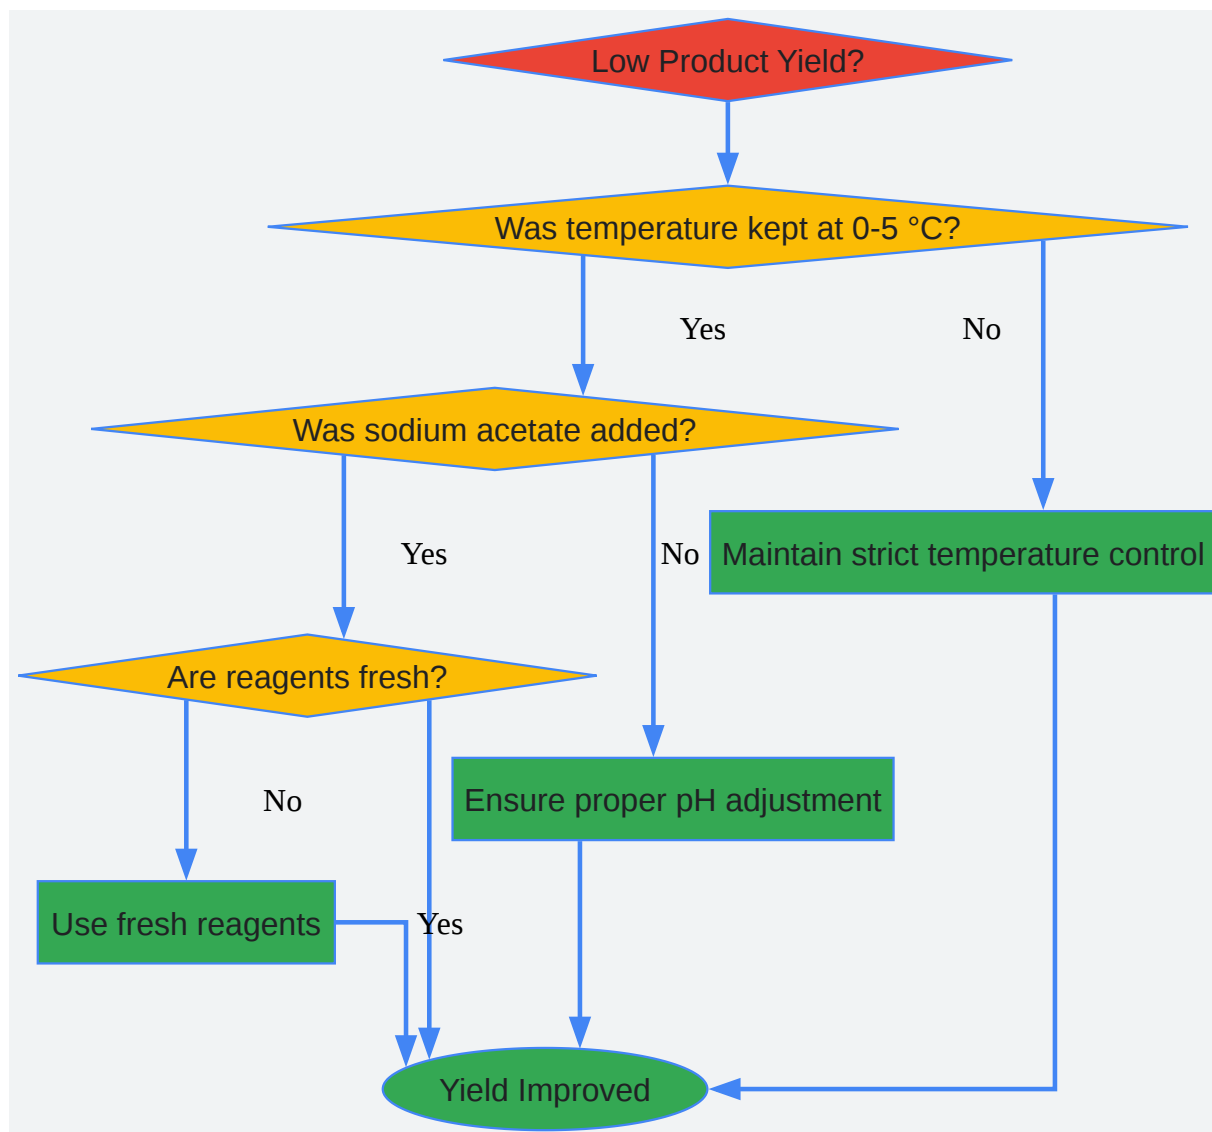 Low Product Yield?
Was temperature kept at 0-5 °C?
Yes
No
Was sodium acetate added?
Yes
No
Maintain strict temperature control
Are reagents fresh?
No
Ensure proper pH adjustment
Use fresh reagents
Yes
Yield Improved